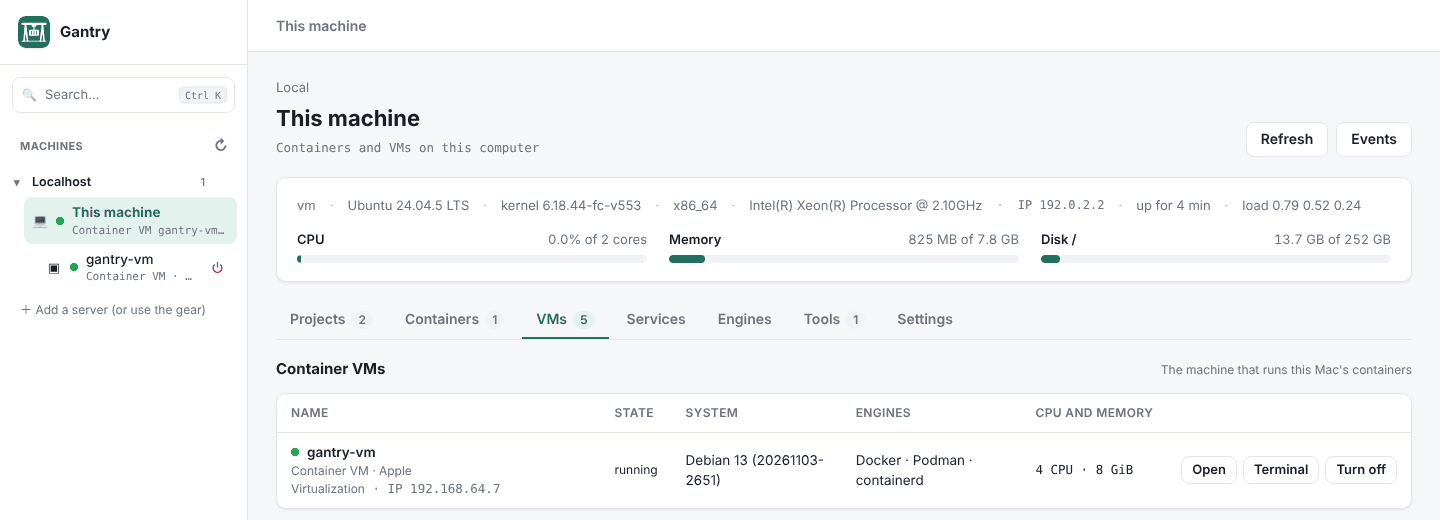 Gantry
Search...
Ctrl K
MACHINES
Localhost
1
This machine
Container VM gantry-vm…
gantry-vm
Container VM · …
+ Add a server (or use the gear)
This machine
Local
This machine
Containers and VMs on this computer
Refresh
Events
vm · Ubuntu 24.04.5 LTS · kernel 6.18.44-fc-v553 · x86_64 · Intel(R) Xeon(R) Processor @ 2.10GHz · IP 192.0.2.2 · up for 4 min · load 0.79 0.52 0.24
CPU 0.0% of 2 cores
Memory 825 MB of 7.8 GB
Disk / 13.7 GB of 252 GB
Projects 2 Containers 1 VMs 5 Services Engines Tools 1 Settings
Container VMs
The machine that runs this Mac's containers
NAME STATE SYSTEM ENGINES CPU AND MEMORY
gantry-vm
Container VM · Apple
Virtualization · IP 192.168.64.7
running
Debian 13 (20261103-
2651)
Docker · Podman ·
containerd
4 CPU · 8 GiB
Open
Terminal
Turn off